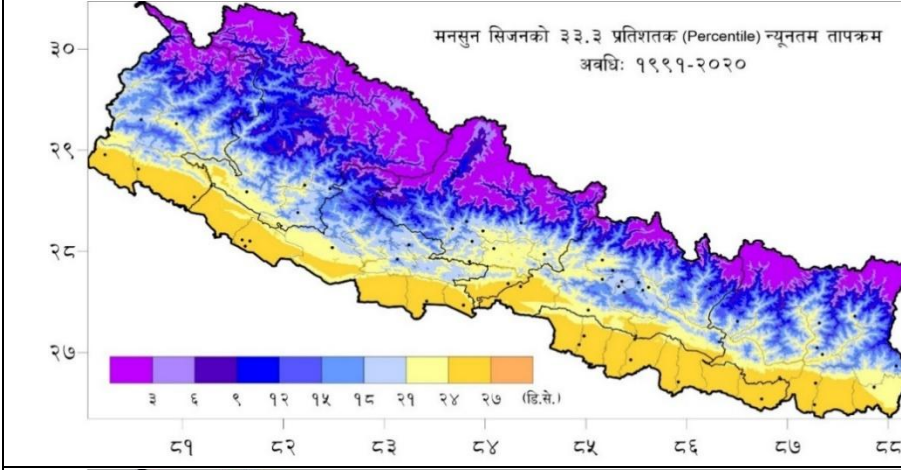 मनसुन सिजनको ३३.३ प्रतिशतक (Percentile) न्यूनतम तापक्रम
अवधिः १९९१-२०२०
३०
२९
२८
२७
३ ६ ९ १२ १५ १८ २१ २४ २७ (डि.से.)
८१ ८२ ८३ ८४ ८५ ८६ ८७ ८८